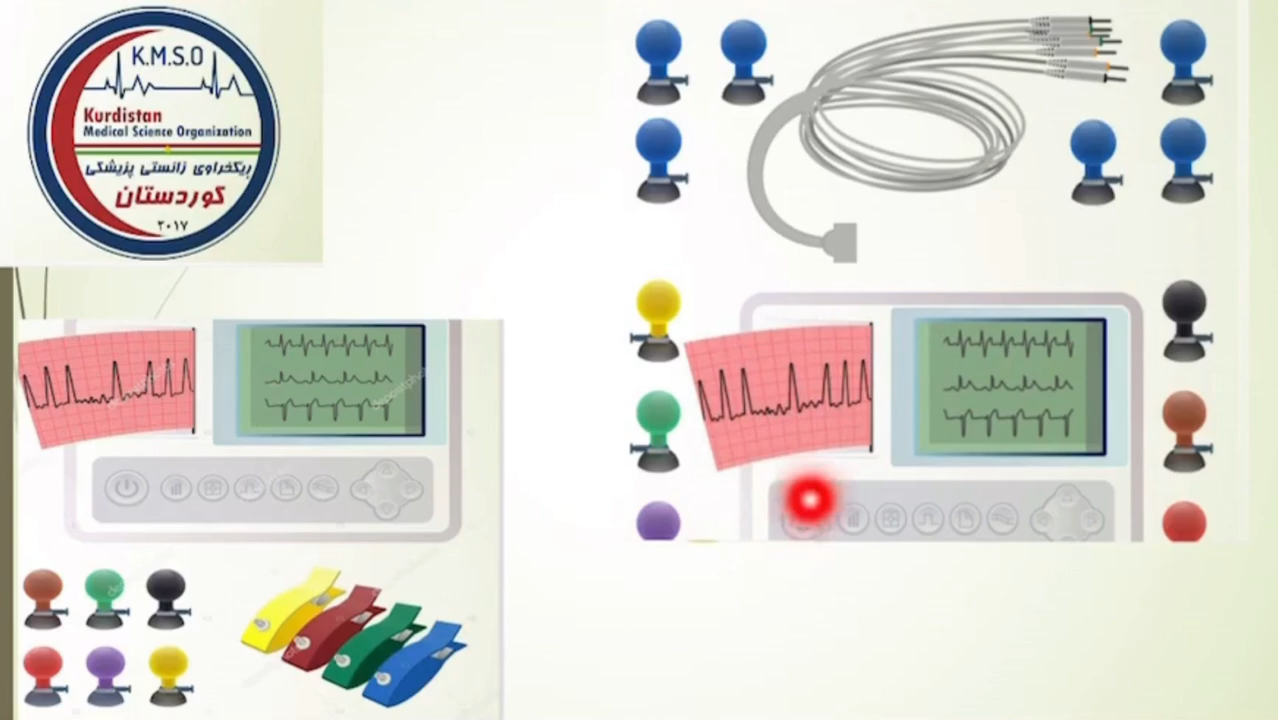 K.M.S.O
Kurdistan
Medical Science Organization
ڕێکخراوی زانستی پزیشکی
کوردستان
٢٠١٧